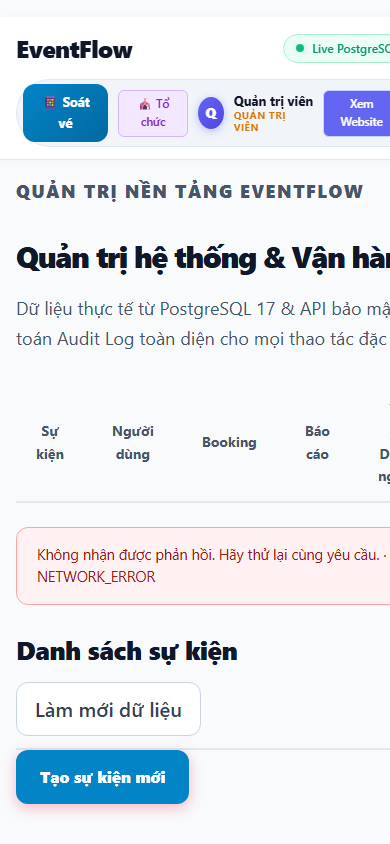 EventFlow
Live PostgreSQ
Soát
vé
Tổ
chức
Q
Quản trị viên
QUẢN TRỊ
VIÊN
Xem
Website
QUẢN TRỊ NỀN TẢNG EVENTFLOW
Quản trị hệ thống & Vận hàn
Dữ liệu thực tế từ PostgreSQL 17 & API bảo mậ
toán Audit Log toàn diện cho mọi thao tác đặc
Sự
kiện
Người
dùng
Booking
Báo
cáo
Không nhận được phản hồi. Hãy thử lại cùng yêu cầu. ·
NETWORK_ERROR
Danh sách sự kiện
Làm mới dữ liệu
Tạo sự kiện mới